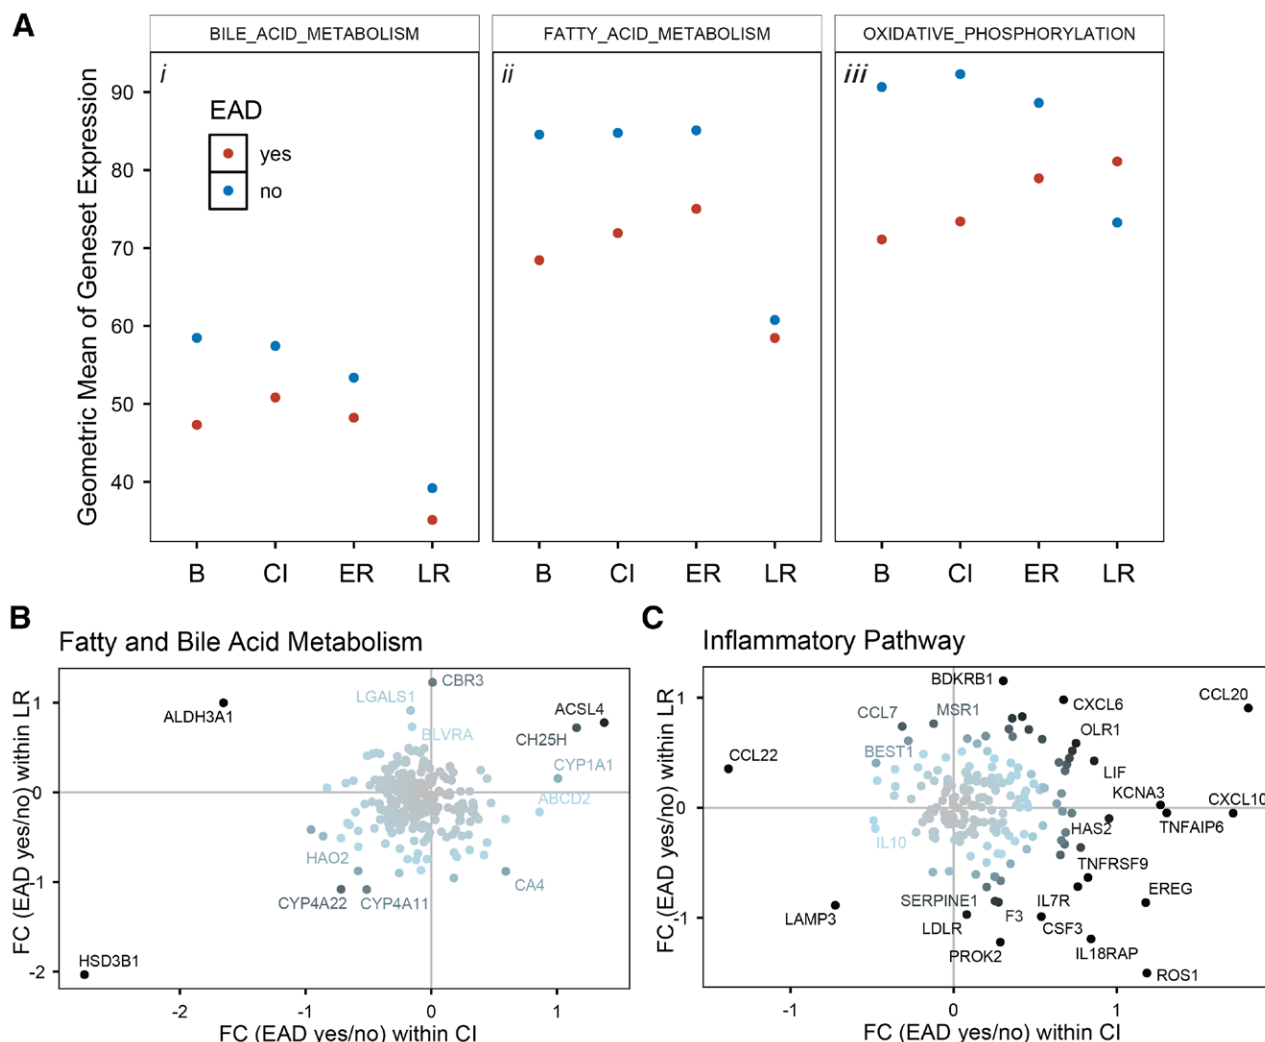 A
BILE_ACID_METABOLISM
FATTY_ACID_METABOLISM
OXIDATIVE_PHOSPHORYLATION
Geometric Mean of Geneset Expression
i
ii
iii
EAD
yes
no
90
80
70
60
50
40
B CI ER LR
B CI ER LR
B CI ER LR
B
Fatty and Bile Acid Metabolism
FC (EAD yes/no) within LR
1
0
-1
-2
CBR3
LGALS1
ALDH3A1
ACSL4
BLVRA
CH25H
CYP1A1
ABCD2
HAO2
CA4
CYP4A22
CYP4A11
HSD3B1
-2 -1 0 1
FC (EAD yes/no) within CI
C
Inflammatory Pathway
FC (EAD yes/no) within LR
1
0
-1
BDKRB1
CXCL6
CCL20
CCL7
MSR1
OLR1
BEST1
CCL22
LIF
KCNA3
CXCL10
HAS2
TNFAIP6
IL10
TNFRSF9
EREG
SERPINE1
IL7R
LAMP3
F3
LDLR
CSF3
PROK2
IL18RAP
ROS1
-1 0 1
FC (EAD yes/no) within CI